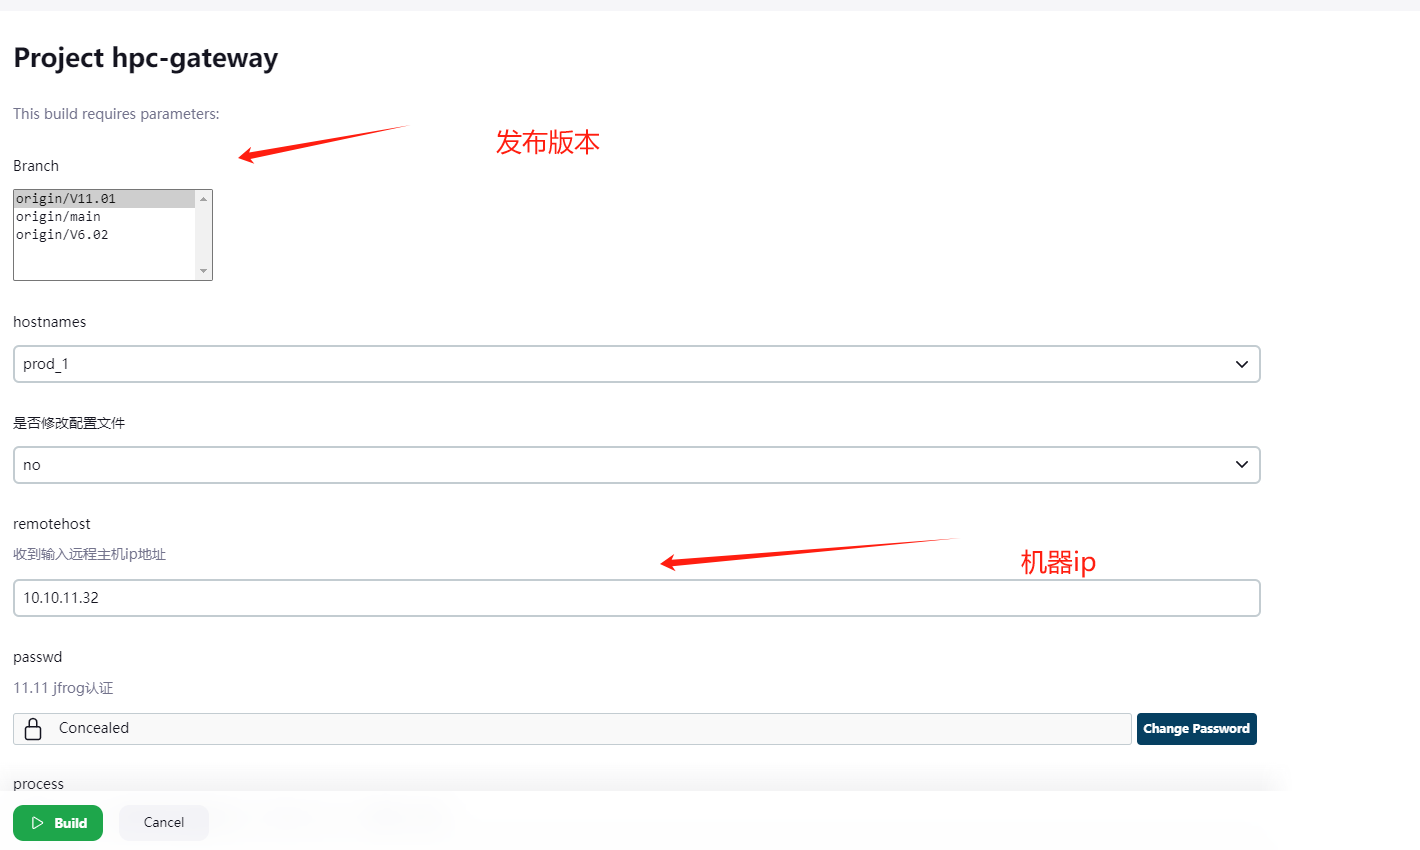 Project hpc-gateway
This build requires parameters:
发布版本
Branch
origin/V11.01
origin/main
origin/V6.02
hostnames
prod_1
是否修改配置文件
no
remotehost
收到输入远程主机ip地址
机器ip
10.10.11.32
passwd
11.11 jfrog认证
Concealed
Change Password
process
Build
Cancel